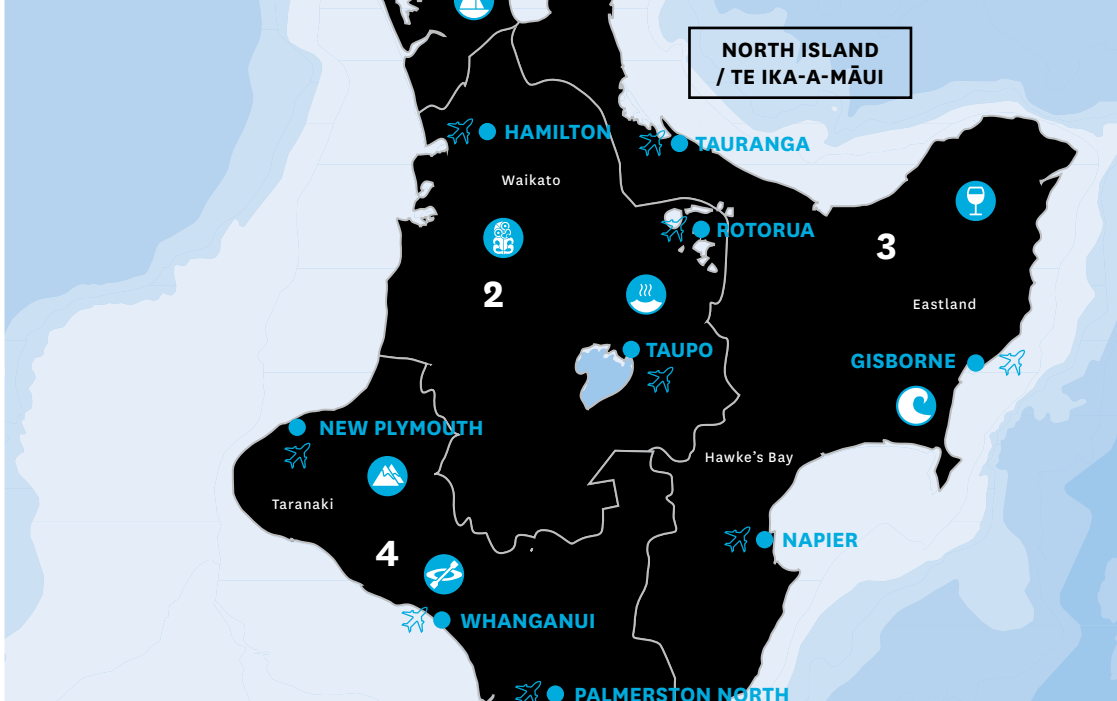 NORTH ISLAND
/ TE IKA-A-MĀUI
HAMILTON
TAURANGA
Waikato
ROTORUA
3
2
Eastland
TAUPO
GISBORNE
NEW PLYMOUTH
Hawke's Bay
Taranaki
NAPIER
4
WHANGANUI
PALMERSTON NORTH